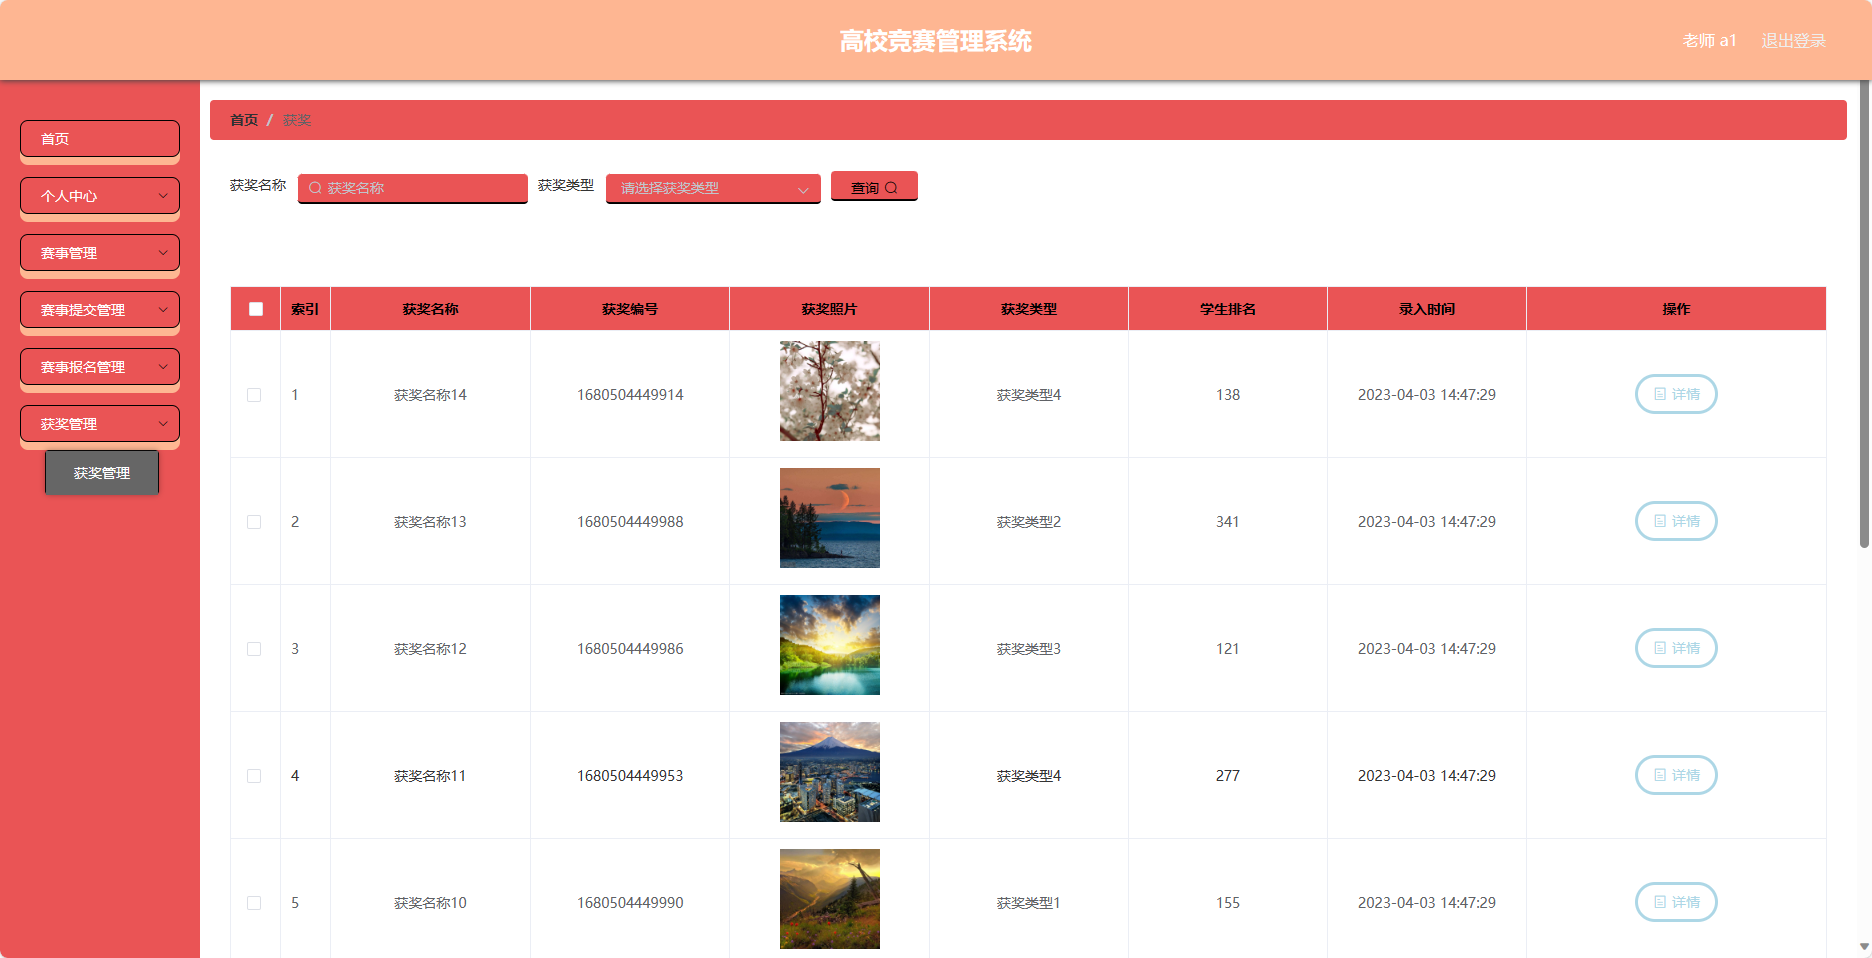 高校竞赛管理系统
老师 a1 退出登录
首页
个人中心
赛事管理
赛事提交管理
赛事报名管理
获奖管理
获奖管理
首页 / 获奖
获奖名称 获奖名称 获奖类型 请选择获奖类型 查询
索引 获奖名称 获奖编号 获奖照片 获奖类型 学生排名 录入时间 操作
1 获奖名称14 1680504449914 获奖类型4 138 2023-04-03 14:47:29 详情
2 获奖名称13 1680504449988 获奖类型2 341 2023-04-03 14:47:29 详情
3 获奖名称12 1680504449986 获奖类型3 121 2023-04-03 14:47:29 详情
4 获奖名称11 1680504449953 获奖类型4 277 2023-04-03 14:47:29 详情
5 获奖名称10 1680504449990 获奖类型1 155 2023-04-03 14:47:29 详情